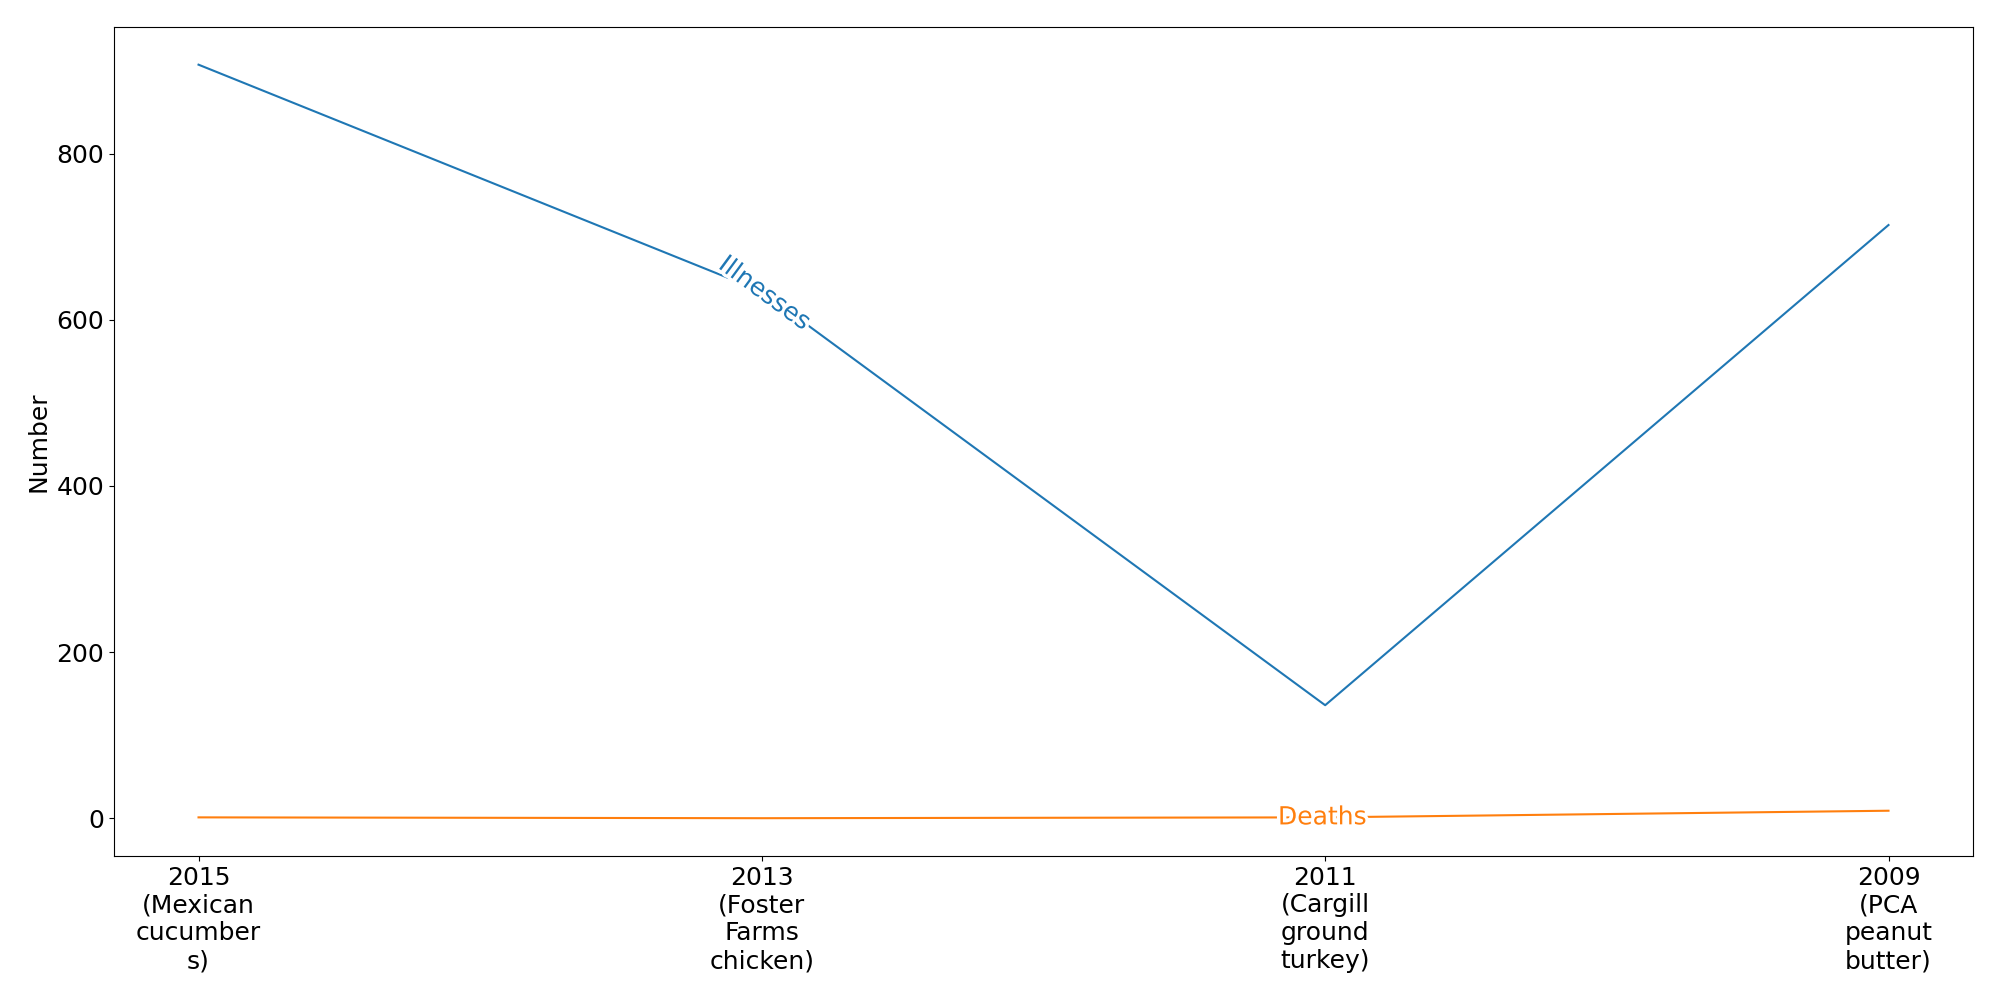 800
600
400
200
0
Number
Illnesses
Deaths
2015
(Mexican
cucumber
s)
2013
(Foster
Farms
chicken)
2011
(Cargill
ground
turkey)
2009
(PCA
peanut
butter)